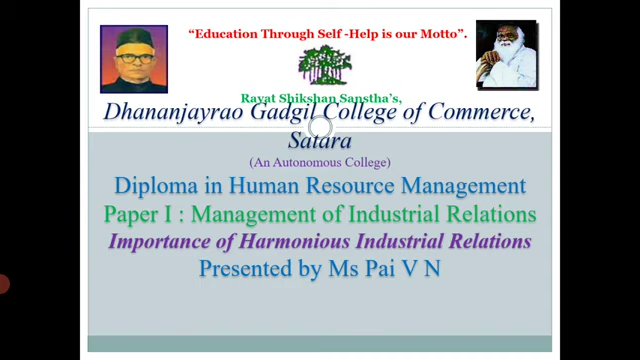 “Education Through Self -Help is our Motto”.
Rayat Shikshan Sanstha's,
Dhananjayrao Gadgil College of Commerce,
Satara
(An Autonomous College)
Diploma in Human Resource Management
Paper I : Management of Industrial Relations
Importance of Harmonious Industrial Relations
Presented by Ms Pai V N